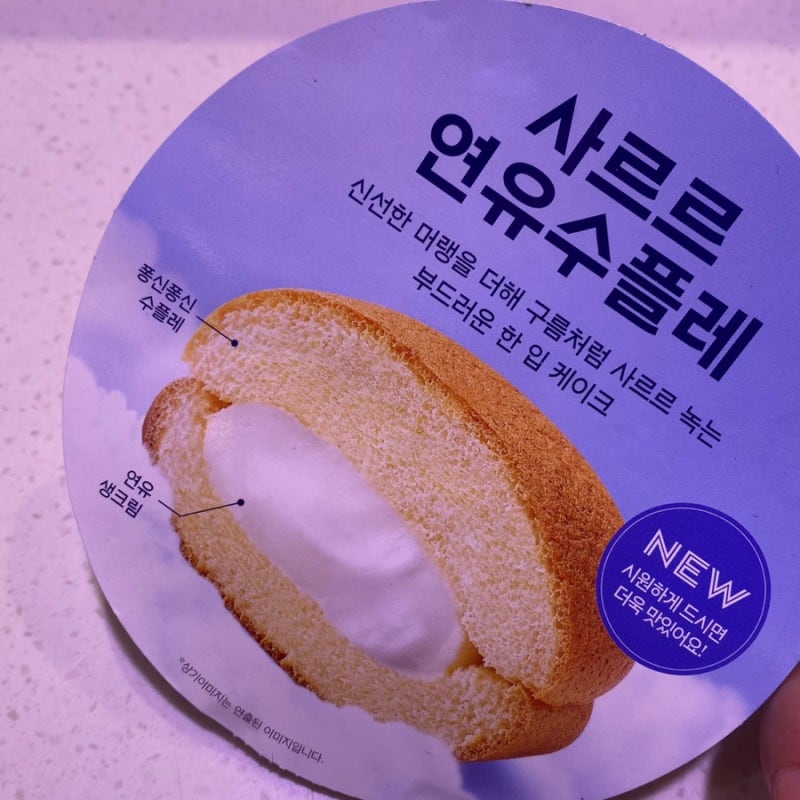 사르르
연유수플레
신선한 머랭을 더해 구름처럼 사르르 녹는
부드러운 한 입 케이크
퐁신퐁신
수플레
연유
생크림
NEW
시원하게 드시면
더욱 맛있어요!
*상기이미지는 연출된 이미지입니다.